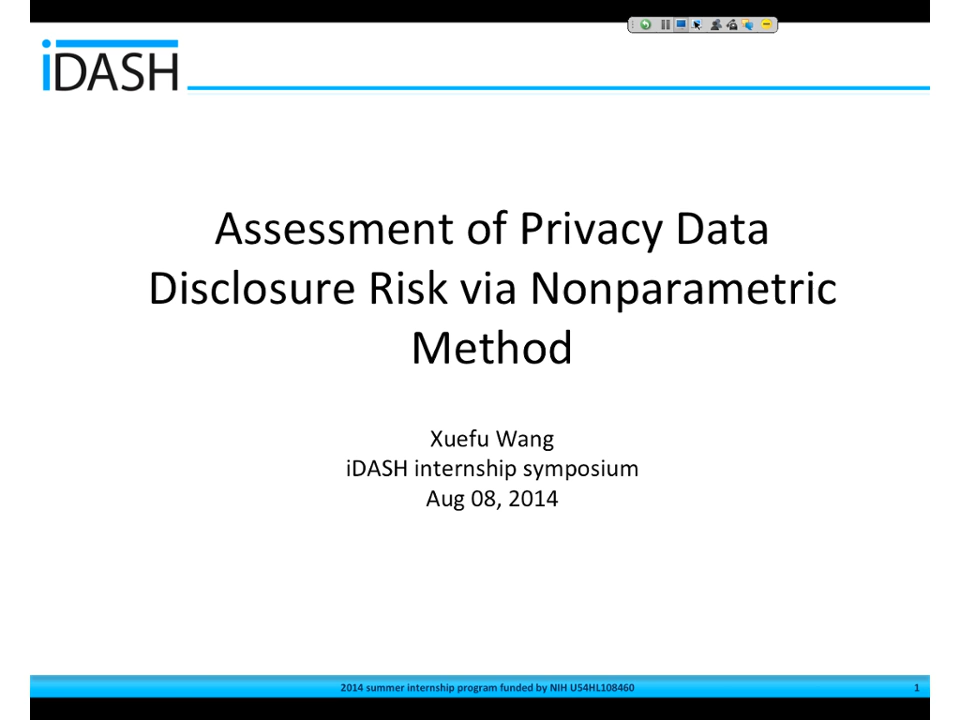 iDASH
Assessment of Privacy Data
Disclosure Risk via Nonparametric
Method
Xuefu Wang
iDASH internship symposium
Aug 08, 2014
2014 summer internship program funded by NIH U54HL108460
1